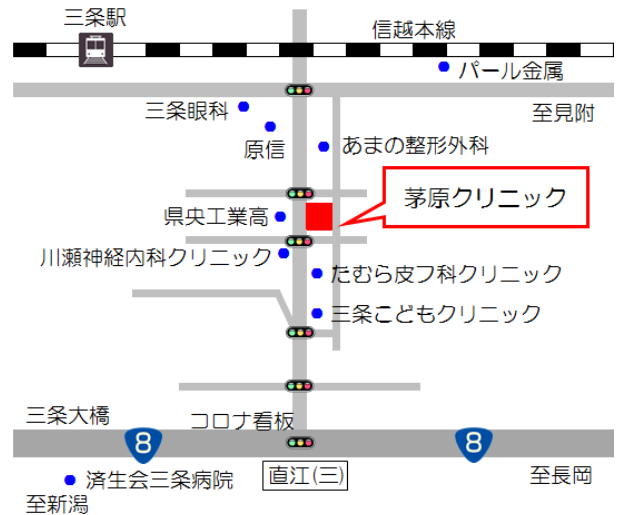 三条駅
信越本線
パール金属
三条眼科
至見附
原信
あまの整形外科
茅原クリニック
県央工業高
川瀬神経内科クリニック
たむら皮フ科クリニック
三条こどもクリニック
三条大橋
コロナ看板
8
8
済生会三条病院
直江(三)
至長岡
至新潟